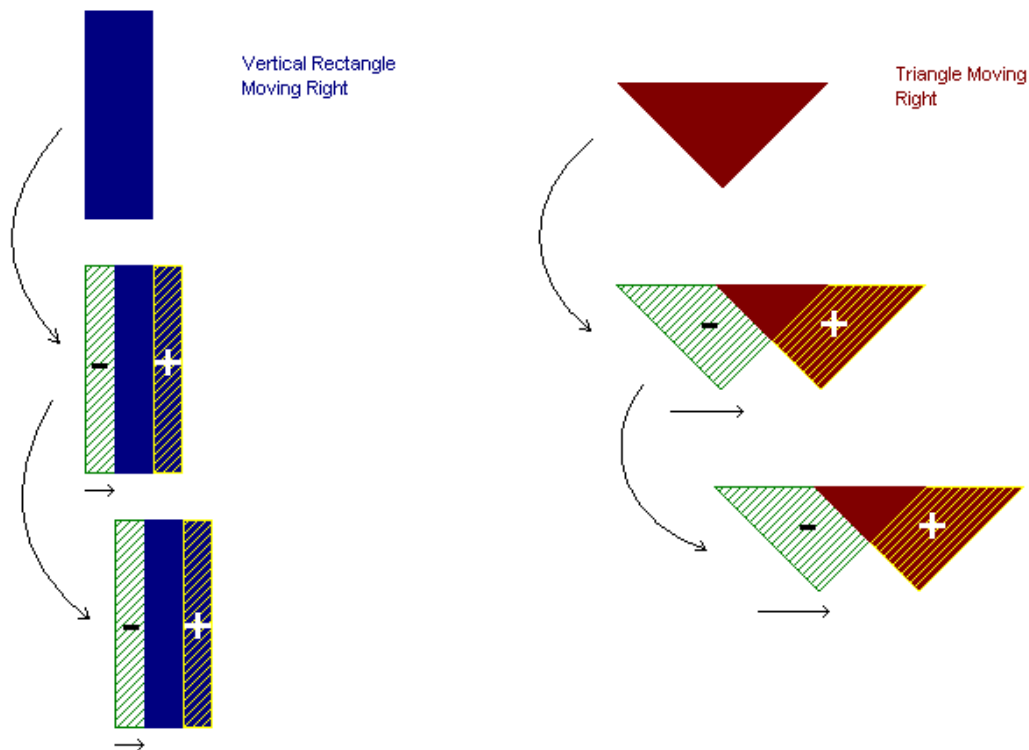 Vertical Rectangle
Moving Right
Triangle Moving
Right
-
+
-
+
-
+
-
+